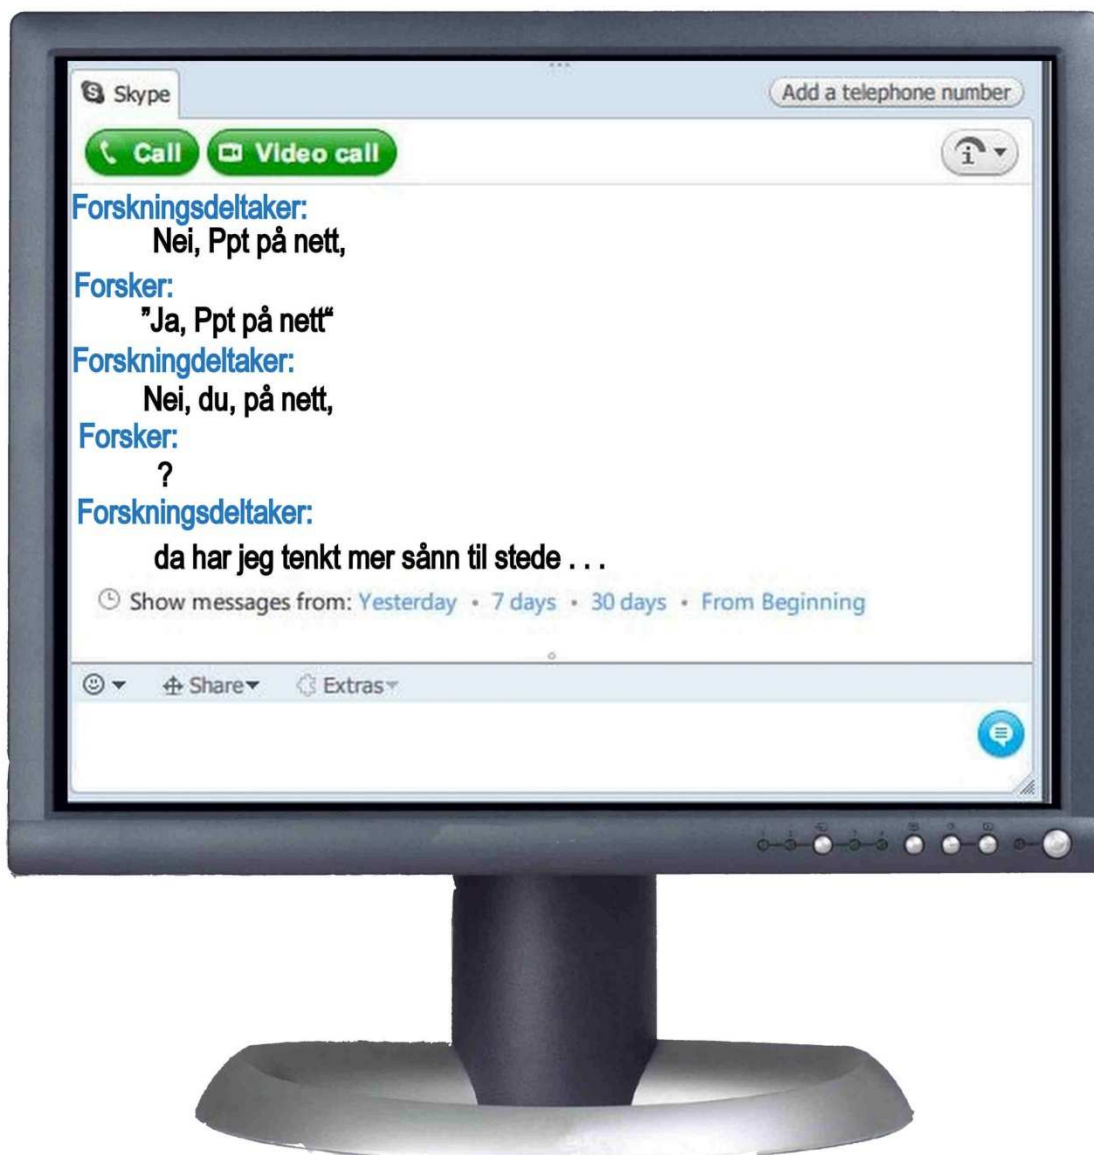 Skype
Add a telephone number
Call Video call
Forskningsdeltaker:
Nei, Ppt på nett,
Forsker:
"Ja, Ppt på nett“
Forskningdeltaker:
Nei, du, på nett,
Forsker:
?
Forskningsdeltaker:
da har jeg tenkt mer sånn til stede . . .
Show messages from: Yesterday • 7 days • 30 days • From Beginning
Share Extras